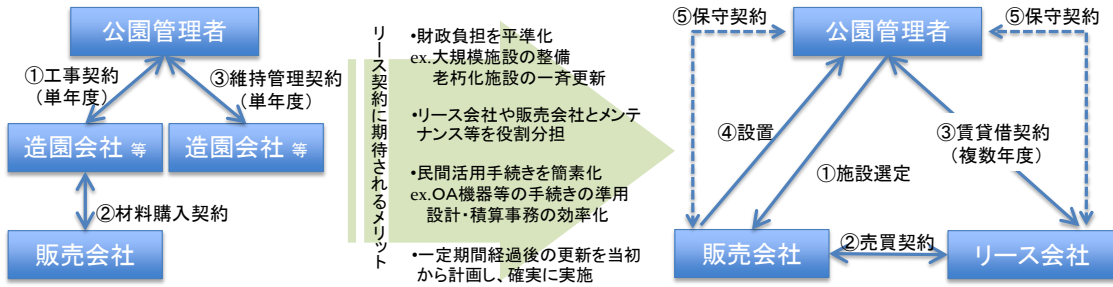 公園管理者
①工事契約
(単年度)
③維持管理契約
(単年度)
造園会社 等
造園会社 等
②材料購入契約
販売会社
リース契約に期待されるメリット
・財政負担を平準化
ex.大規模施設の整備
老朽化施設の一斉更新
・リース会社や販売会社とメンテ
ナンス等を役割分担
・民間活用手続きを簡素化
ex.OA機器等の手続きの準用
設計・積算事務の効率化
・一定期間経過後の更新を当初
から計画し、確実に実施
⑤保守契約
公園管理者
⑤保守契約
④設置
③賃貸借契約
(複数年度)
①施設選定
販売会社
②売買契約
リース会社